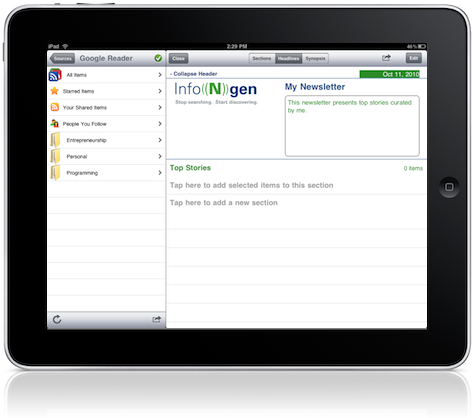 iPad 2:29 PM 46%
Sources Google Reader
All Items
Starred Items
Your Shared Items
People You Follow
Entrepreneurship
Personal
Programming
Close Sections Headlines Synopsis Edit
- Collapse Header Oct 11, 2010
Info((N))gen
Stop searching. Start discovering.
My Newsletter
This newsletter presents top stories curated
by me.
Top Stories 0 items
Tap here to add selected items to this section
Tap here to add a new section